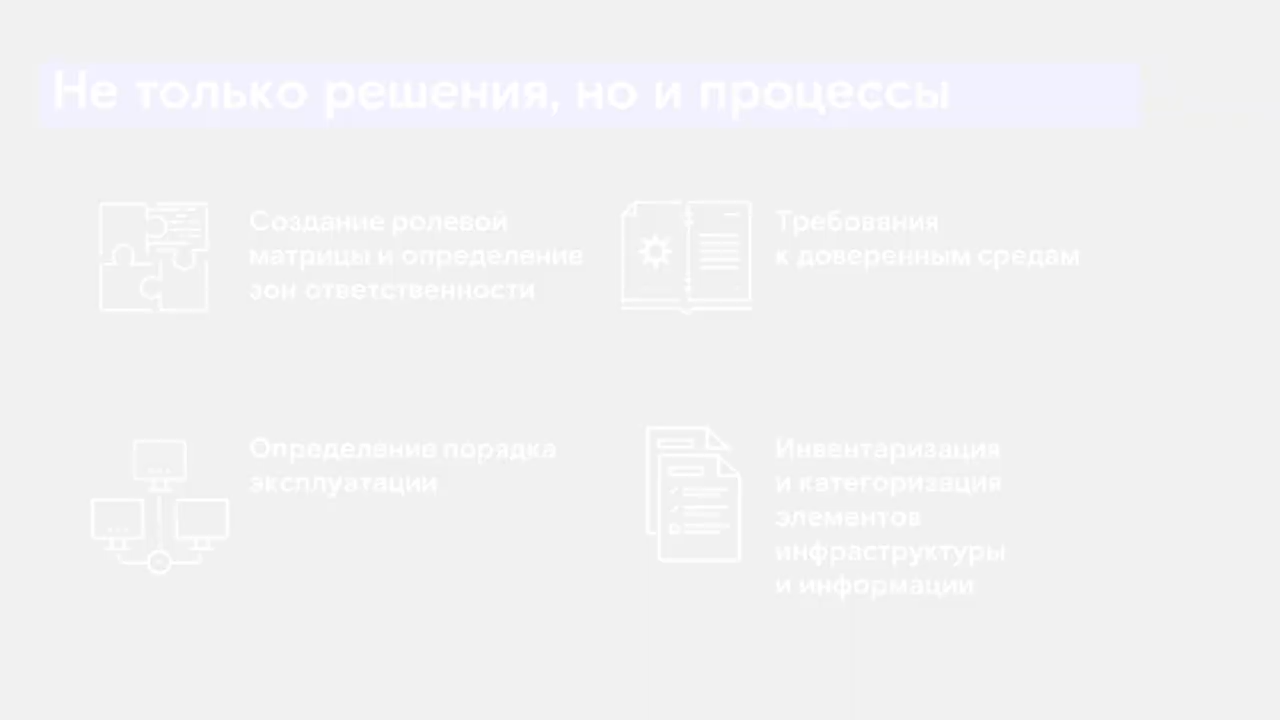 Не только решения, но и процессы
Создание ролевой
матрицы и определение
зон ответственности
Требования
к доверенным средам
Определение порядка
эксплуатации
Инвентаризация
и категоризация
элементов
инфраструктуры
и информации